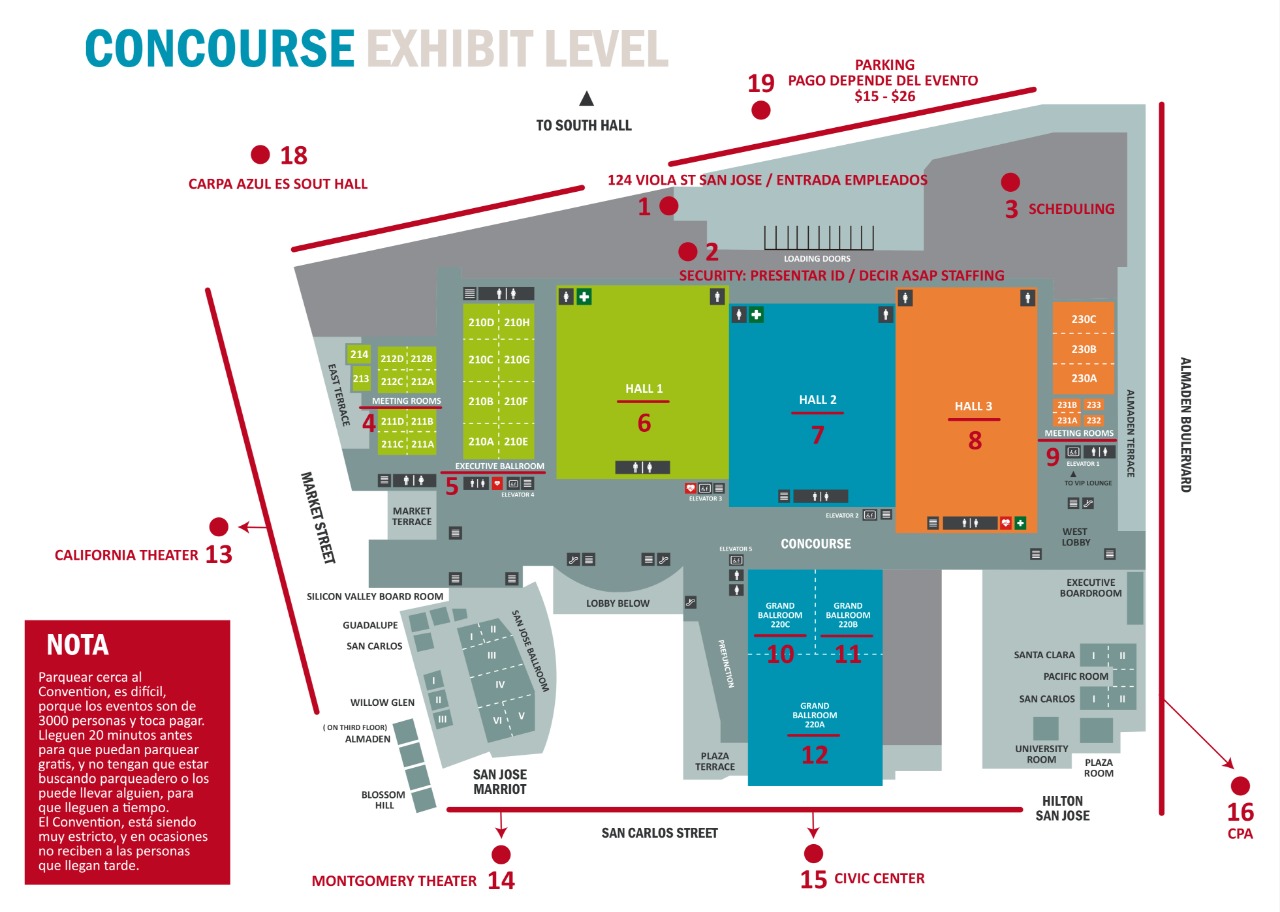 CONCOURSE EXHIBIT LEVEL
TO SOUTH HALL
19
PARKING
PAGO DEPENDE DEL EVENTO
$15 - $26
18
CARPA AZUL ES SOUT HALL
124 VIOLA ST SAN JOSE / ENTRADA EMPLEADOS
1
3 SCHEDULING
2
LOADING DOORS
SECURITY: PRESENTAR ID / DECIR ASAP STAFFING
214
213
EAST TERRACE
212D 212B
212C 212A
MEETING ROOMS
4
211D 211B
211C 211A
210D 210H
210C 210G
210B 210F
210A 210E
EXECUTIVE BALLROOM
5
ELEVATOR 4
HALL 1
6
ELEVATOR 3
HALL 2
7
ELEVATOR 2
HALL 3
8
230C
230B
230A
231B 233
231A 232
MEETING ROOMS
9
ELEVATOR 1
TO VIP LOUNGE
ALMADEN TERRACE
ALMADEN BOULERVARD
WEST
LOBBY
MARKET
TERRACE
MARKET STREET
CALIFORNIA THEATER 13
CONCOURSE
ELEVATOR 5
LOBBY BELOW
PREFUNCTION
GRAND
BALLROOM
220C
10
GRAND
BALLROOM
220B
11
GRAND
BALLROOM
220A
12
PLAZA
TERRACE
SILICON VALLEY BOARD ROOM
GUADALUPE
SAN CARLOS
WILLOW GLEN
I
II
III
( ON THIRD FLOOR)
ALMADEN
BLOSSOM
HILL
SAN JOSE BALLROOM
I II
III
IV
VI V
SAN JOSE
MARRIOT
EXECUTIVE
BOARDROOM
SANTA CLARA I II
PACIFIC ROOM
SAN CARLOS I II
UNIVERSITY
ROOM
PLAZA
ROOM
HILTON
SAN JOSE
16
CPA
SAN CARLOS STREET
MONTGOMERY THEATER 14
15 CIVIC CENTER
NOTA
Parquear cerca al
Convention, es difícil,
porque los eventos son de
3000 personas y toca pagar.
Lleguen 20 minutos antes
para que puedan parquear
gratis, y no tengan que estar
buscando parqueadero o los
puede llevar alguien, para
que lleguen a tiempo.
El Convention, está siendo
muy estricto, y en ocasiones
no reciben a las personas
que llegan tarde.